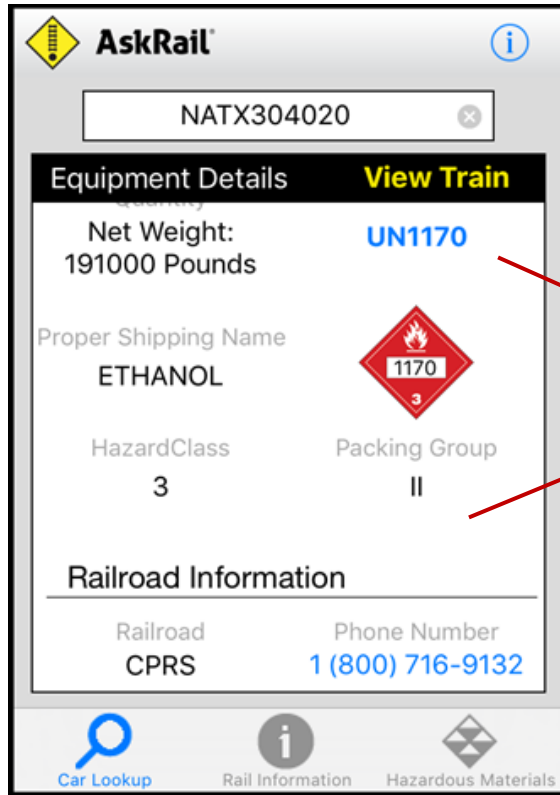 AskRail
i
NATX304020
Equipment Details View Train
Quantity
Net Weight: UN1170
191000 Pounds
Proper Shipping Name
ETHANOL
1170
3
HazardClass Packing Group
3 II
Railroad Information
Railroad Phone Number
CPRS 1 (800) 716-9132
Car Lookup Rail Information Hazardous Materials